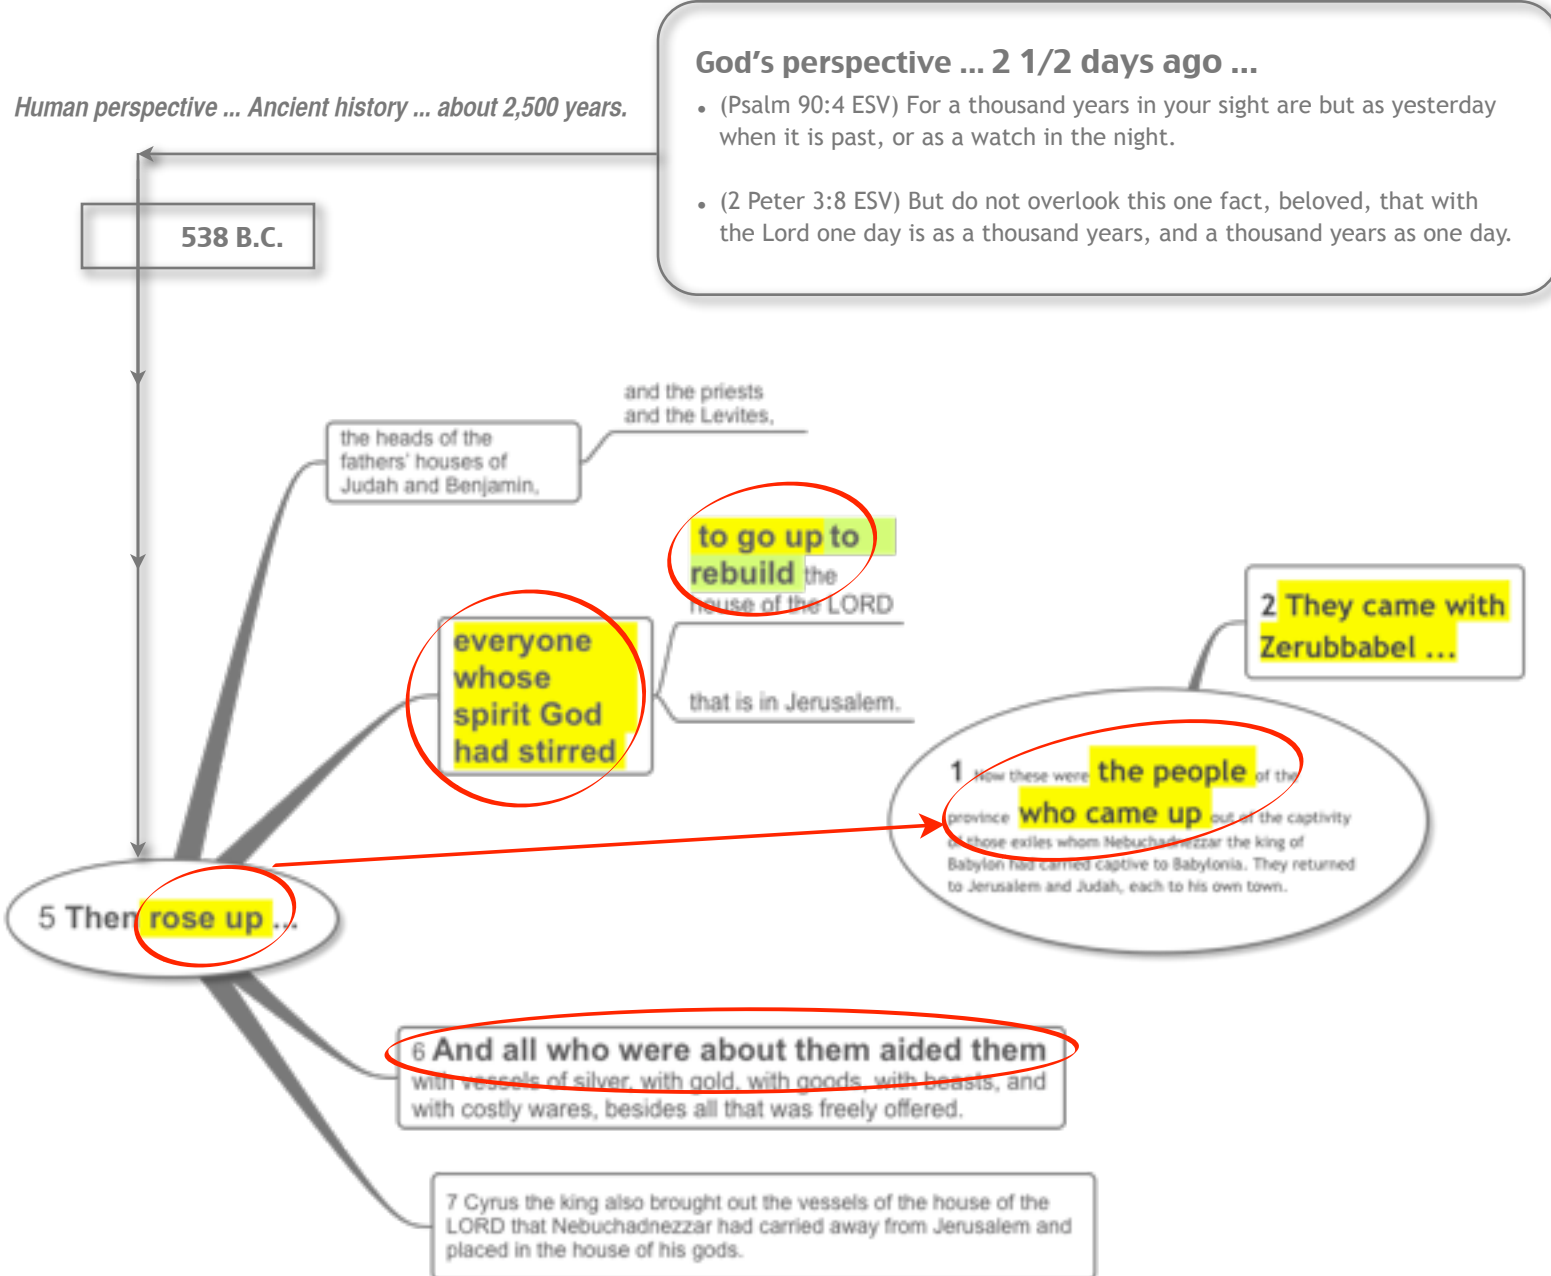 God's perspective ... 2 1/2 days ago ...
Human perspective ... Ancient history ... about 2,500 years.
• (Psalm 90:4 ESV) For a thousand years in your sight are but as yesterday
when it is past, or as a watch in the night.
• (2 Peter 3:8 ESV) But do not overlook this one fact, beloved, that with
the Lord one day is as a thousand years, and a thousand years as one day.
538 B.C.
and the priests
and the Levites,
the heads of the
fathers' houses of
Judah and Benjamin,
to go up to
rebuild the
house of the LORD
everyone
whose
spirit God
had stirred
that is in Jerusalem.
2 They came with
Zerubbabel ...
1 Now these were the people of the
province who came up out of the captivity
of those exiles whom Nebuchadnezzar the king of
Babylon had carried captive to Babylonia. They returned
to Jerusalem and Judah, each to his own town.
5 Then rose up ...
6 And all who were about them aided them
with vessels of silver, with gold, with goods, with beasts, and
with costly wares, besides all that was freely offered.
7 Cyrus the king also brought out the vessels of the house of the
LORD that Nebuchadnezzar had carried away from Jerusalem and
placed in the house of his gods.